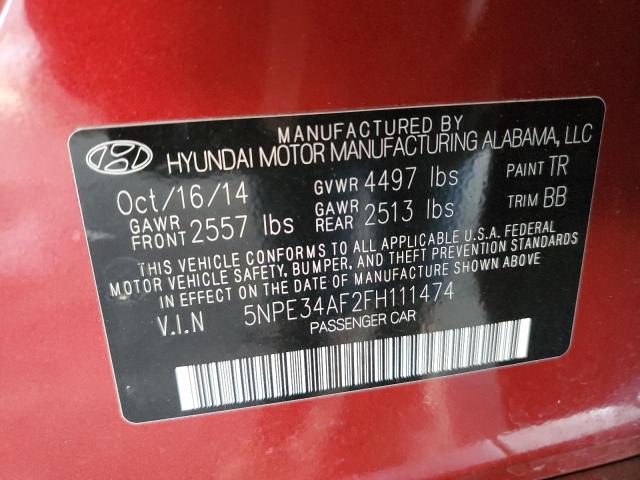 MANUFACTURED BY
HYUNDAI MOTOR MANUFACTURING ALABAMA, LLC
Oct/16/14 GVWR 4497 lbs PAINT TR
GAWR FRONT 2557 lbs GAWR REAR 2513 lbs TRIM BB
THIS VEHICLE CONFORMS TO ALL APPLICABLE U.S.A. FEDERAL
MOTOR VEHICLE SAFETY, BUMPER, AND THEFT PREVENTION STANDARDS
IN EFFECT ON THE DATE OF MANUFACTURE SHOWN ABOVE
V.I.N 5NPE34AF2FH111474
PASSENGER CAR